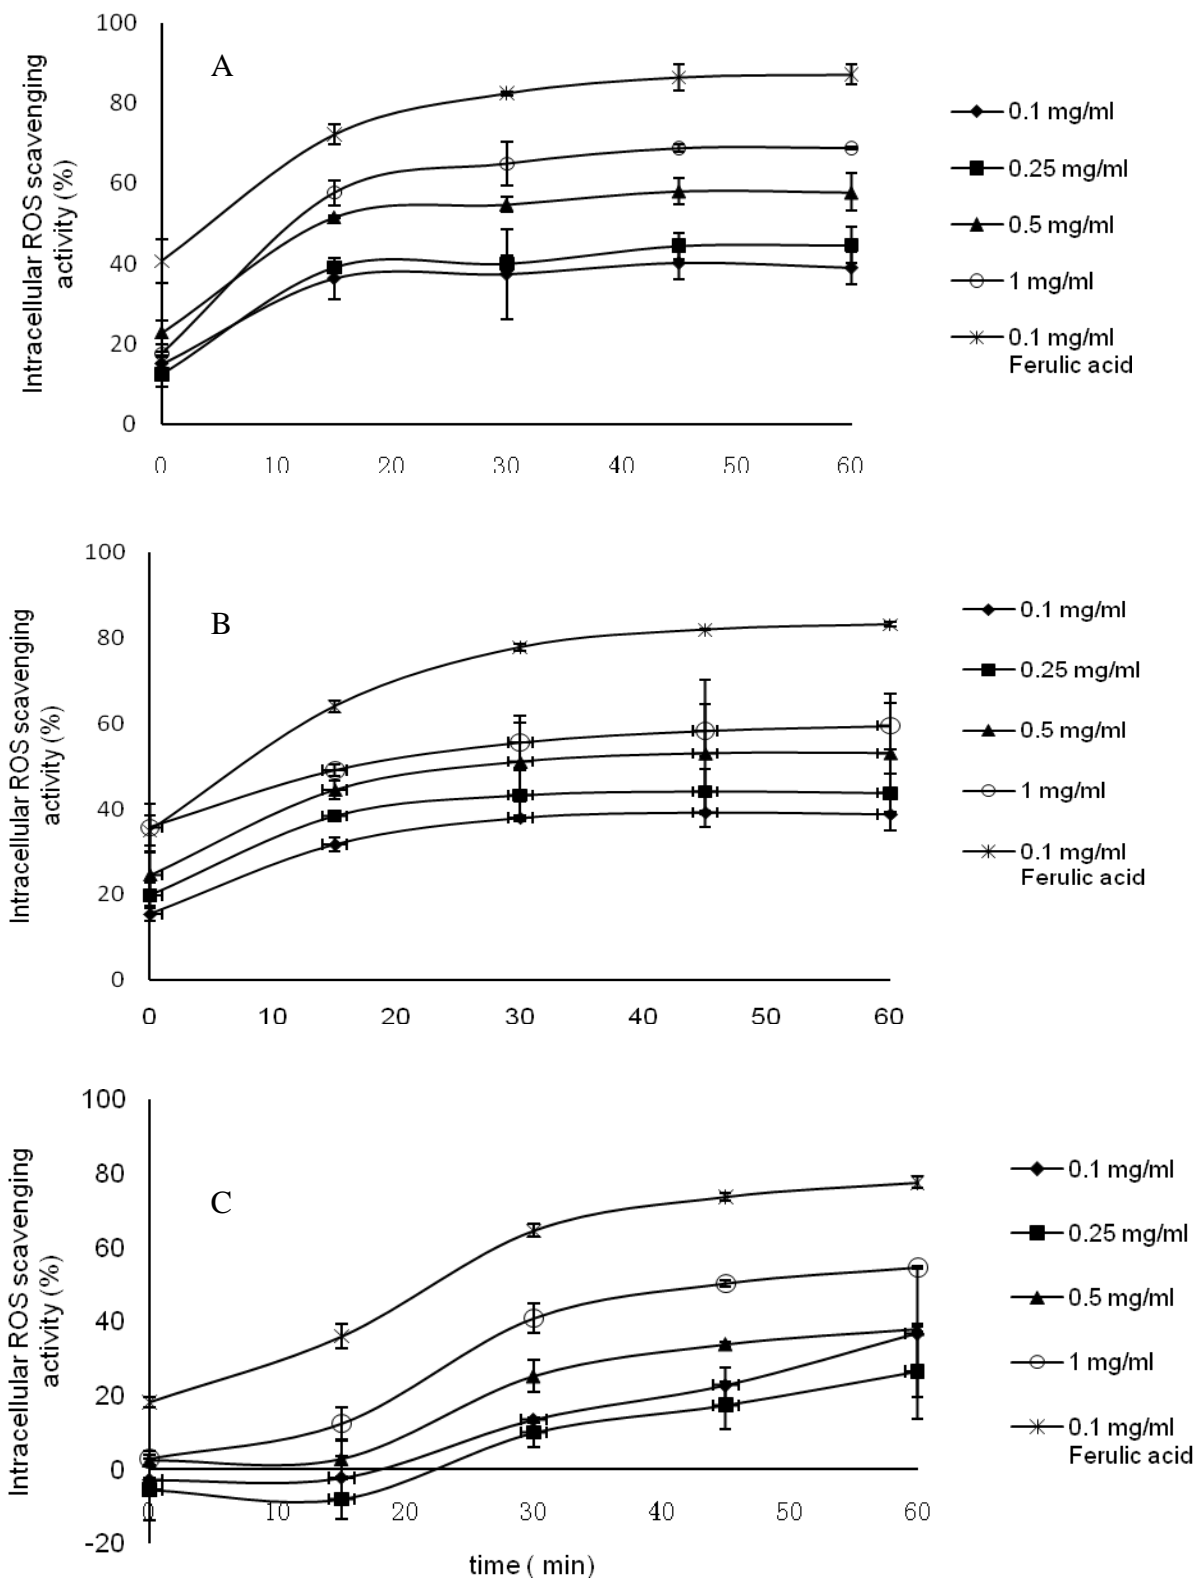 100
80
60
40
20
0
Intracellular ROS scavenging
activity (%)
A
0 10 20 30 40 50 60
0.1 mg/ml
0.25 mg/ml
0.5 mg/ml
1 mg/ml
0.1 mg/ml
Ferulic acid
100
80
60
40
20
0
Intracellular ROS scavenging
activity (%)
B
0 10 20 30 40 50 60
0.1 mg/ml
0.25 mg/ml
0.5 mg/ml
1 mg/ml
0.1 mg/ml
Ferulic acid
100
80
60
40
20
0
-20
Intracellular ROS scavenging
activity (%)
C
0 10 20 30 40 50 60
time ( min)
0.1 mg/ml
0.25 mg/ml
0.5 mg/ml
1 mg/ml
0.1 mg/ml
Ferulic acid